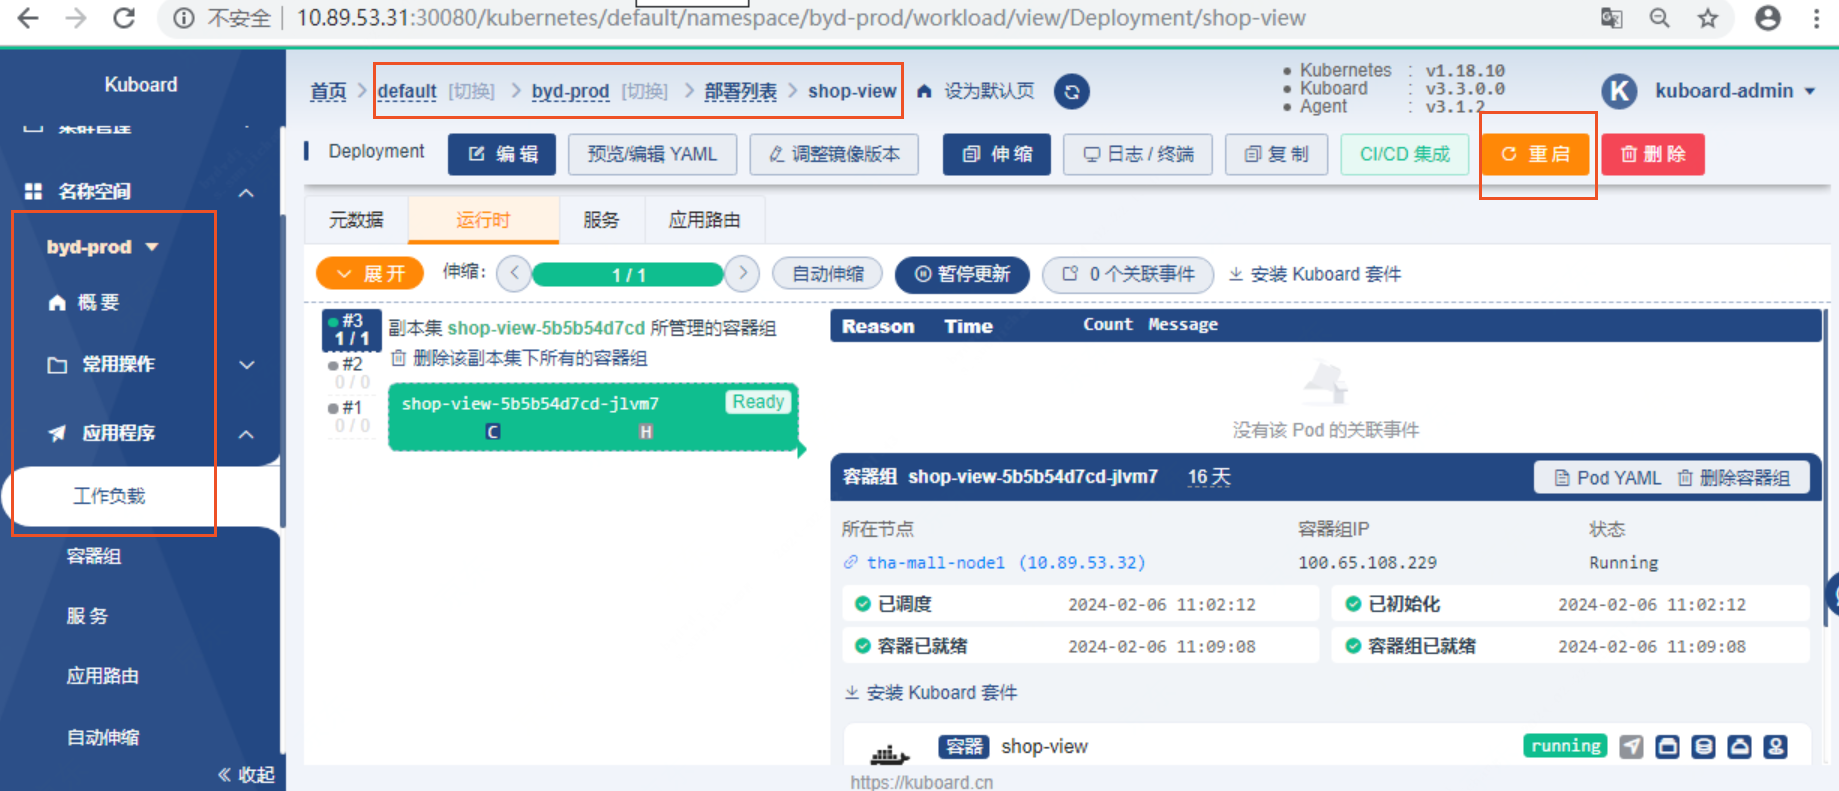 不安全 10.89.53.31:30080/kubernetes/default/namespace/byd-prod/workload/view/Deployment/shop-view
Kuboard
集群管理
名称空间
byd-prod
概 要
常用操作
应用程序
工作负载
容器组
服 务
应用路由
自动伸缩
收起
首页 default [切换] byd-prod [切换] 部署列表 shop-view 设为默认页
Kubernetes : v1.18.10
Kuboard : v3.3.0.0
Agent : v3.1.2
K kuboard-admin
Deployment 编 辑 预览/编辑 YAML 调整镜像版本 伸 缩 日志 / 终端 复 制 CI/CD 集成 重 启 删 除
元数据 运行时 服务 应用路由
展 开 伸缩: 1 / 1 自动伸缩 暂停更新 0 个关联事件 安装 Kuboard 套件
#3
1 / 1
#2
0 / 0
#1
0 / 0
副本集 shop-view-5b5b54d7cd 所管理的容器组
删除该副本集下所有的容器组
shop-view-5b5b54d7cd-jlvm7 Ready
C H
Reason Time Count Message
没有该 Pod 的关联事件
容器组 shop-view-5b5b54d7cd-jlvm7 16 天 Pod YAML 删除容器组
所在节点 容器组IP 状态
tha-mall-node1 (10.89.53.32) 100.65.108.229 Running
已调度 2024-02-06 11:02:12 已初始化 2024-02-06 11:02:12
容器已就绪 2024-02-06 11:09:08 容器组已就绪 2024-02-06 11:09:08
安装 Kuboard 套件
容器 shop-view running
https://kuboard.cn